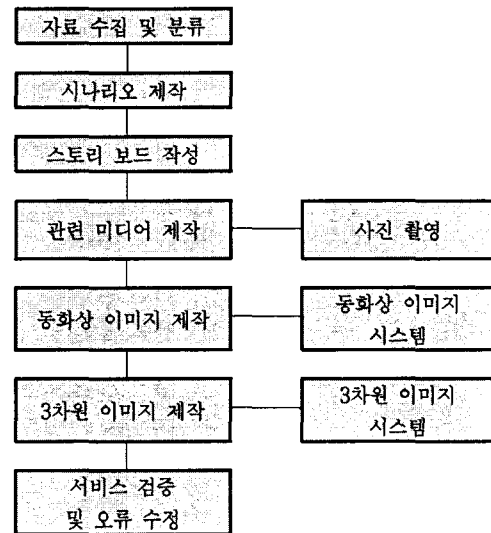 자료 수집 및 분류
시나리오 제작
스토리 보드 작성
관련 미디어 제작
사진 촬영
동화상 이미지 제작
동화상 이미지
시스템
3차원 이미지 제작
3차원 이미지
시스템
서비스 검증
및 오류 수정